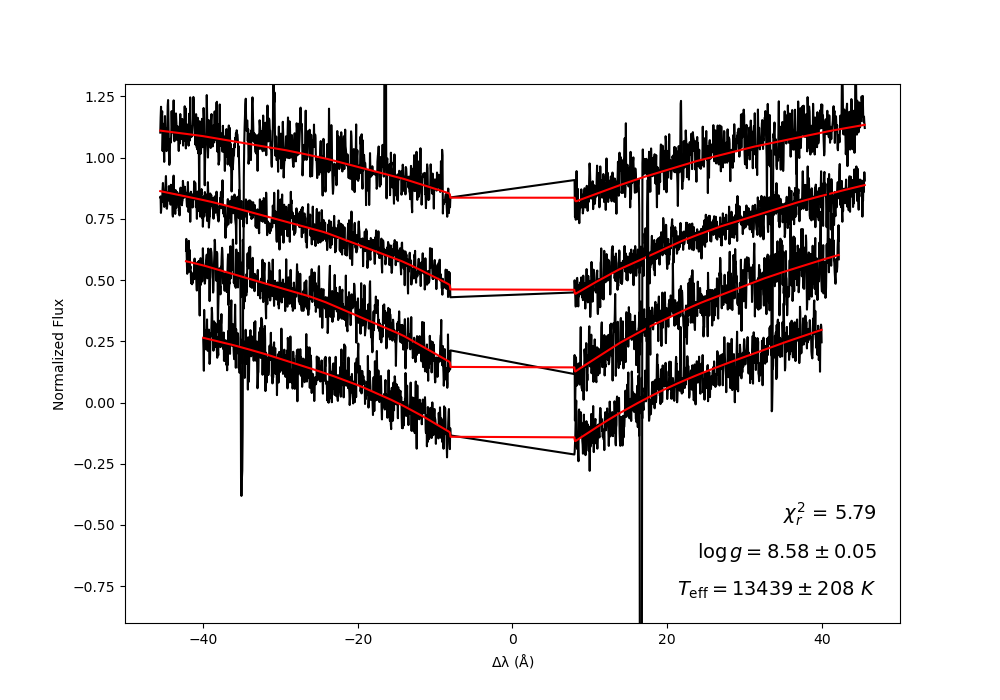 1.25
1.00
0.75
0.50
0.25
0.00
−0.25
−0.50
−0.75
Normalized Flux
χ²ᵣ = 5.79
log g = 8.58 ± 0.05
T_eff = 13439 ± 208 K
−40 −20 0 20 40
Δλ (Å)